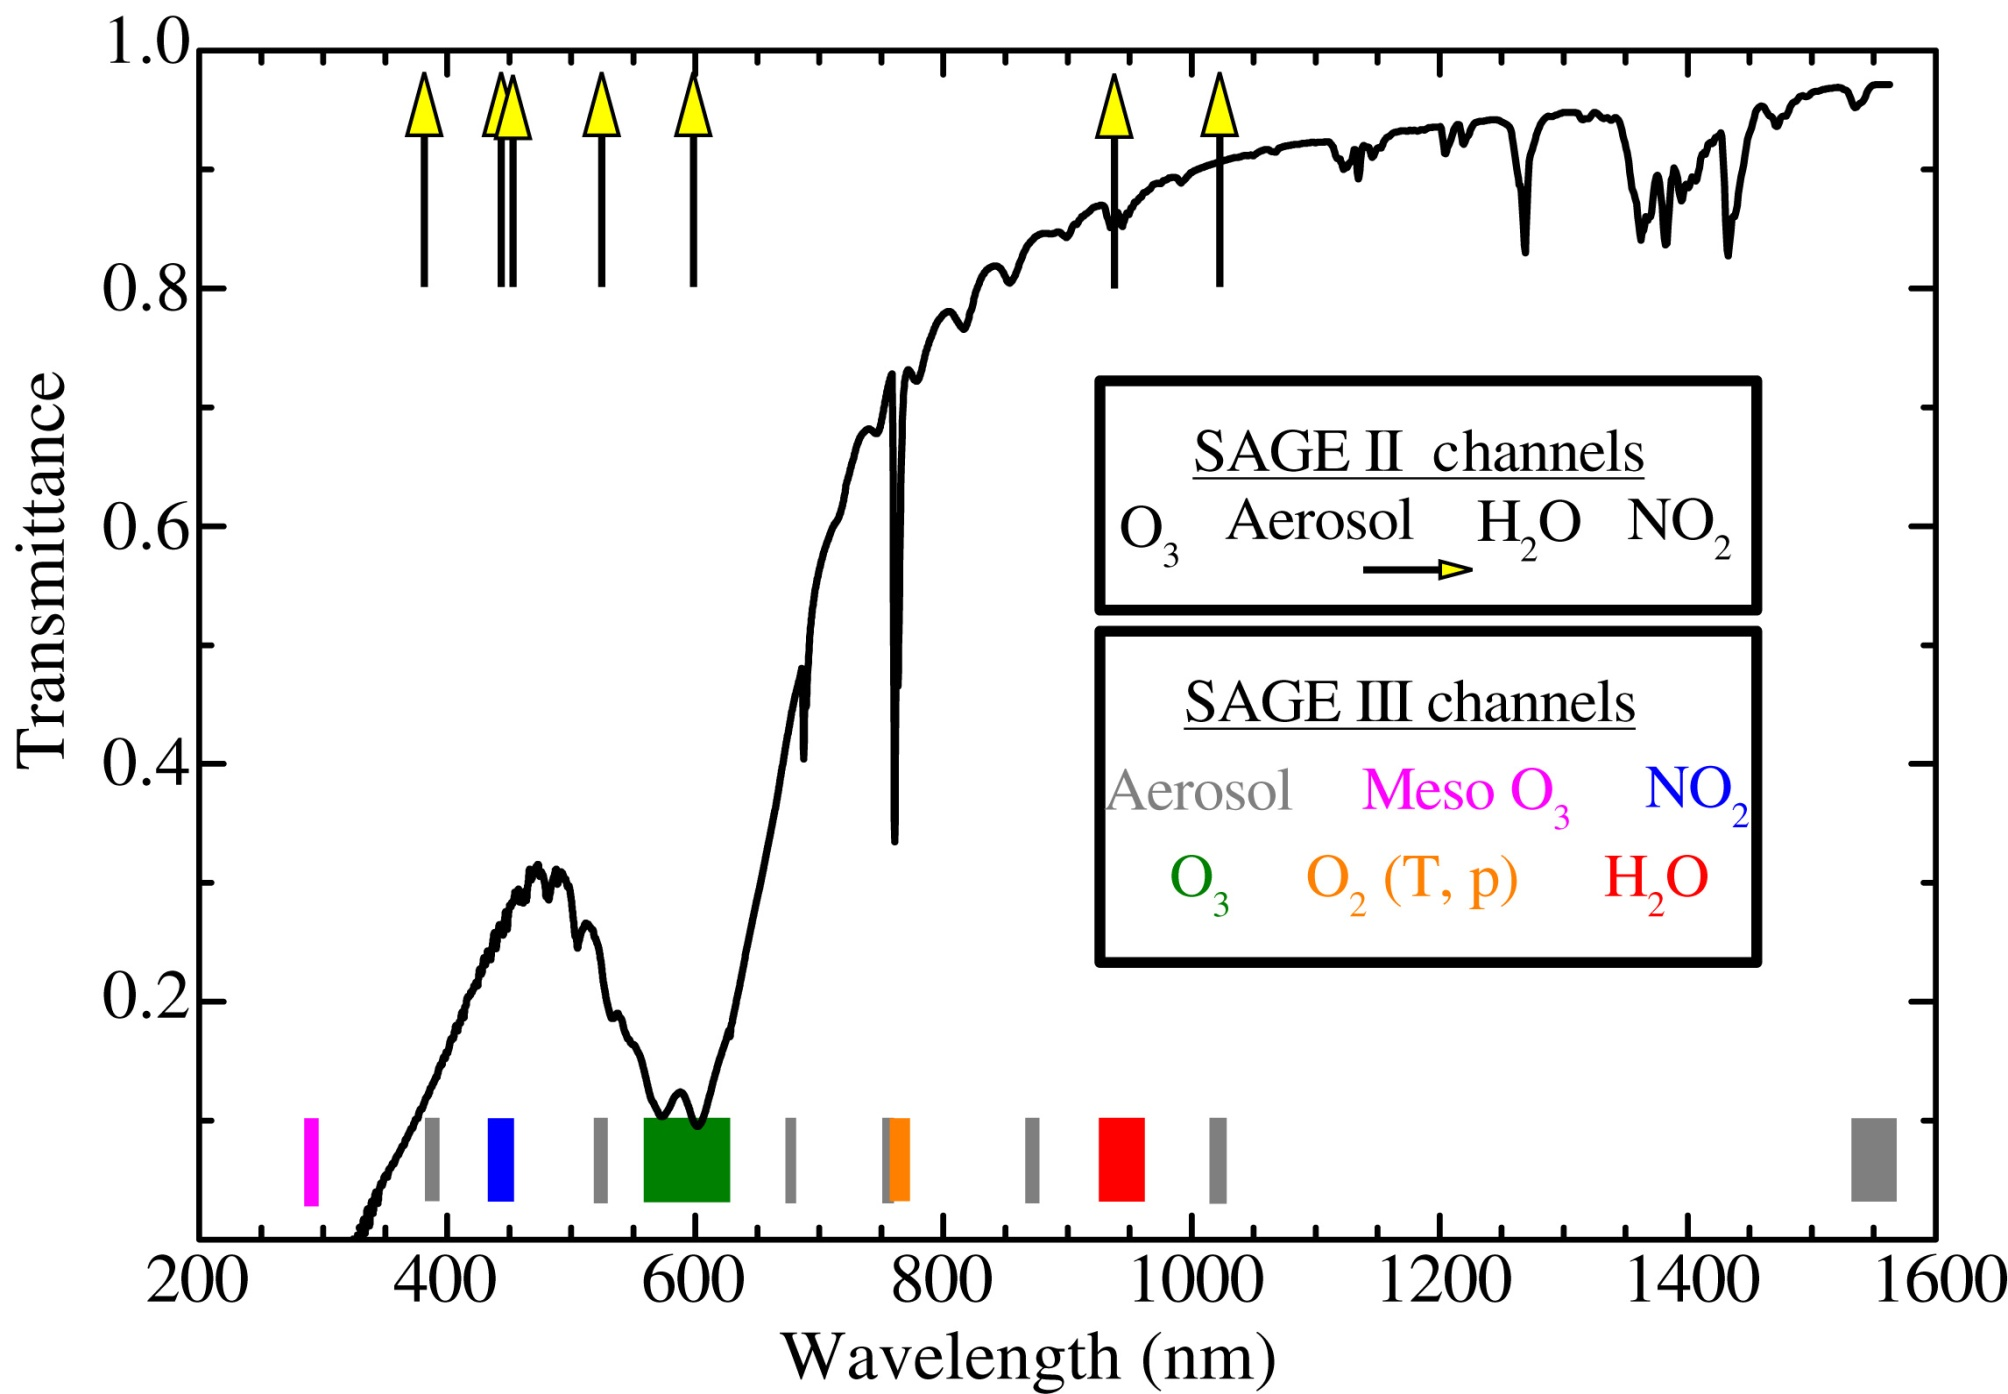 1.0
0.8
0.6
0.4
0.2
Transmittance
SAGE II channels
O₃ Aerosol H₂O NO₂
SAGE III channels
Aerosol Meso O₃ NO₂
O₃ O₂ (T, p) H₂O
200 400 600 800 1000 1200 1400 1600
Wavelength (nm)